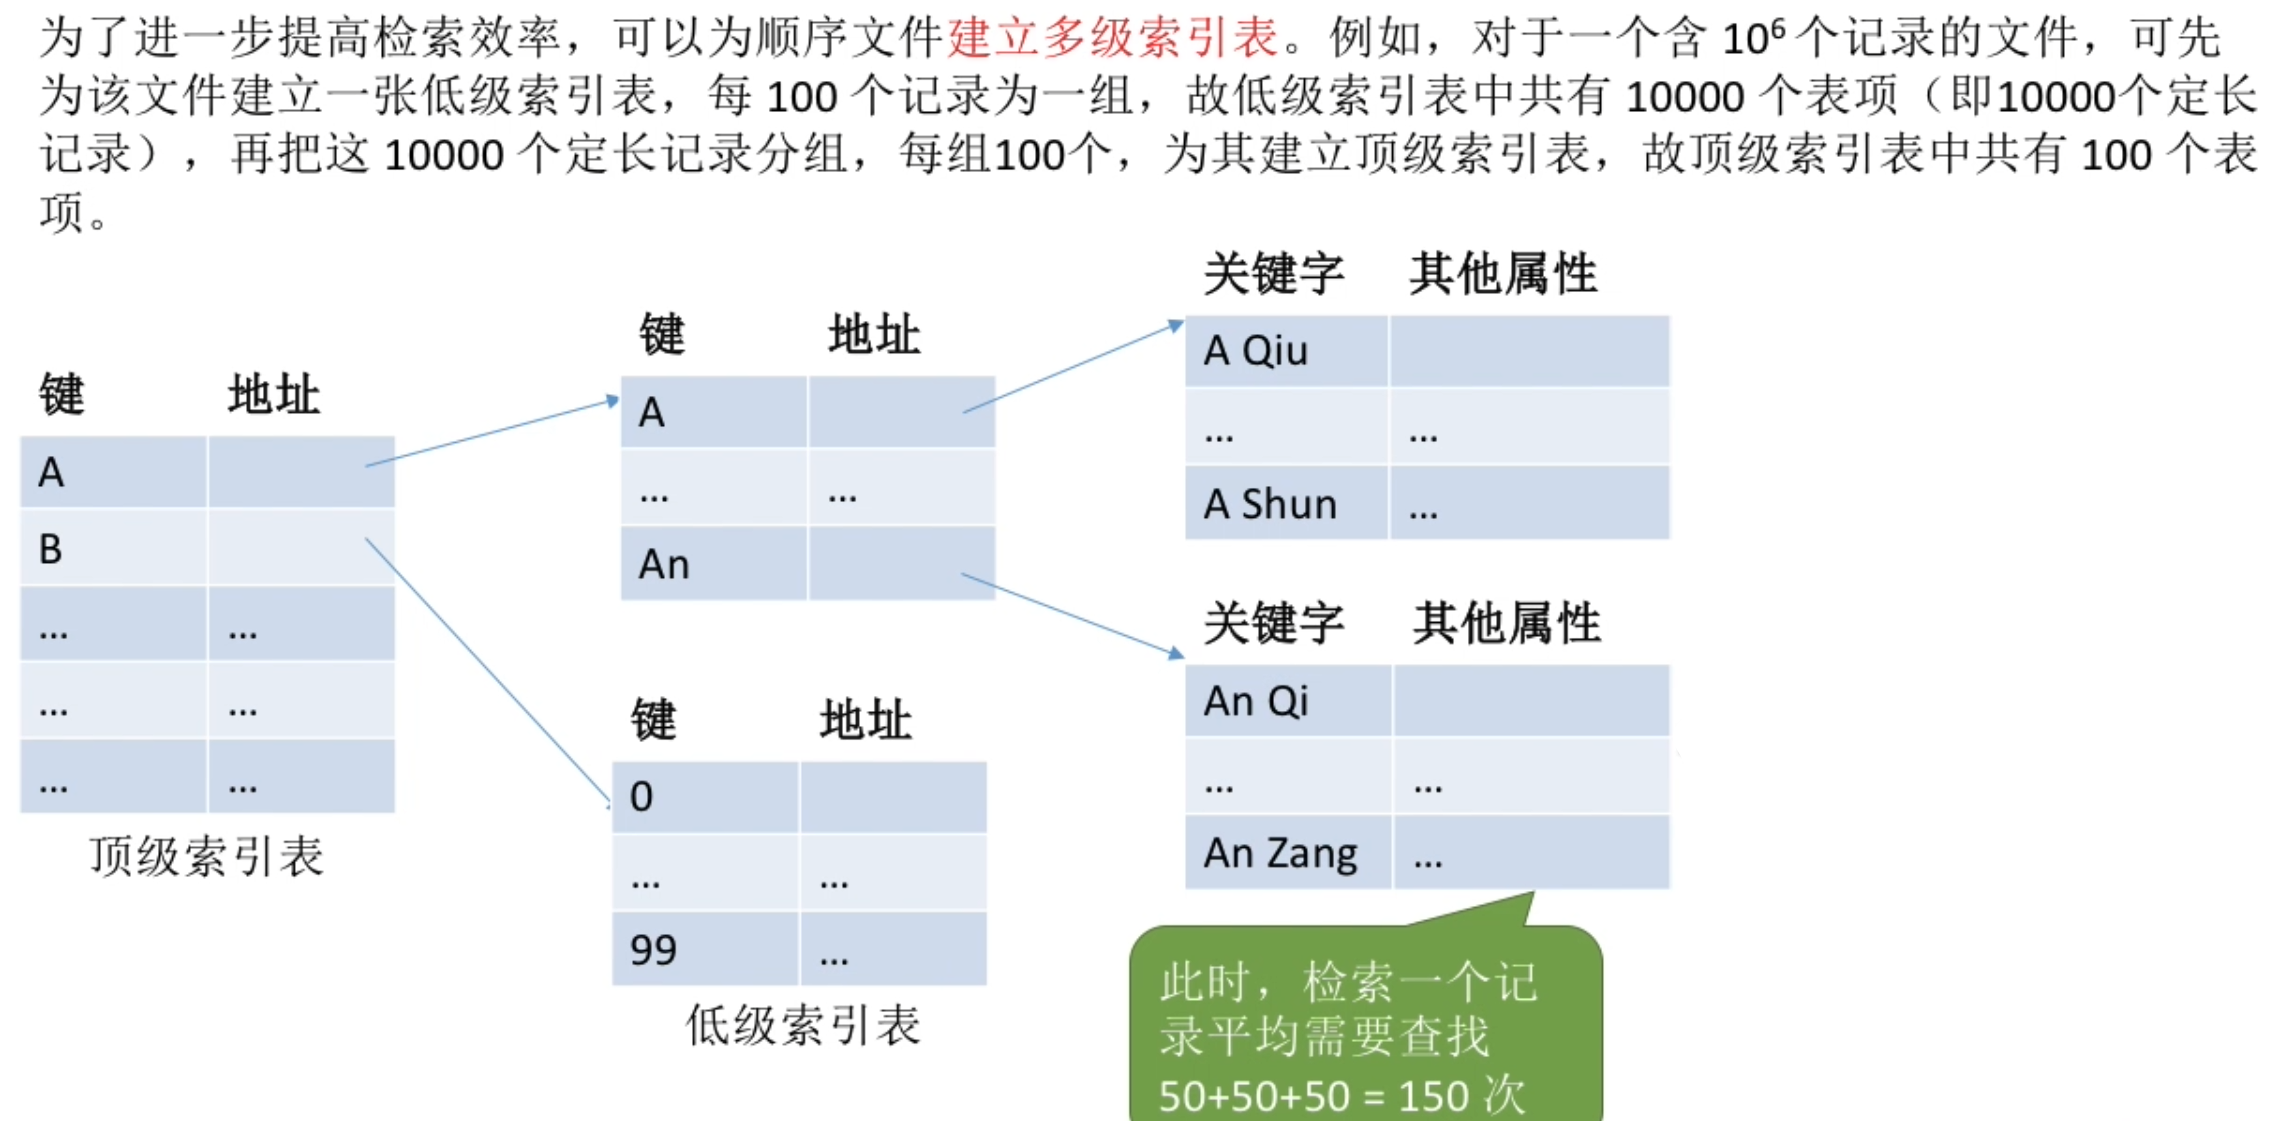 为了进一步提高检索效率，可以为顺序文件建立多级索引表。例如，对于一个含 10⁶ 个记录的文件，可先
为该文件建立一张低级索引表，每 100 个记录为一组，故低级索引表中共有 10000 个表项（即10000个定长
记录），再把这 10000 个定长记录分组，每组100个，为其建立顶级索引表，故顶级索引表中共有 100 个表
项。
键 地址
A
B
... ...
... ...
... ...
顶级索引表
键 地址
A
... ...
An
键 地址
0
... ...
99 ...
低级索引表
关键字 其他属性
A Qiu
... ...
A Shun ...
关键字 其他属性
An Qi
... ...
An Zang ...
此时，检索一个记
录平均需要查找
50+50+50 = 150 次